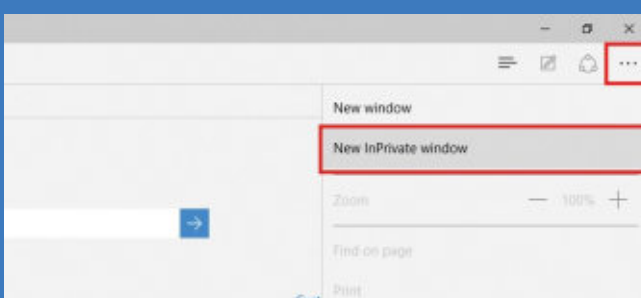 New window
New InPrivate window
Zoom — 100% +
Find on page
Print